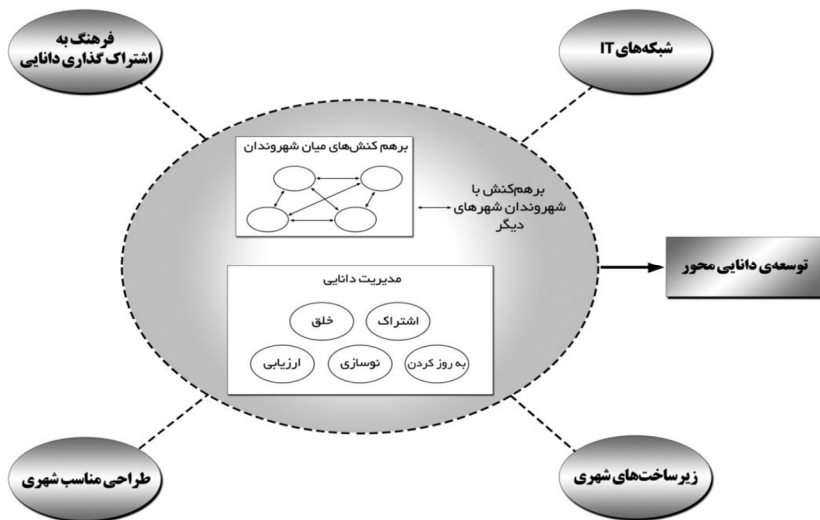 شبکه‌های IT
فرهنگ به
اشتراک گذاری دانایی
برهم کنش‌های میان شهروندان
برهم‌کنش با
شهروندان شهرهای
دیگر
توسعه‌ی دانایی محور
مدیریت دانایی
اشتراک
خلق
به روز کردن
نوسازی
ارزیابی
زیرساخت‌های شهری
طراحی مناسب شهری